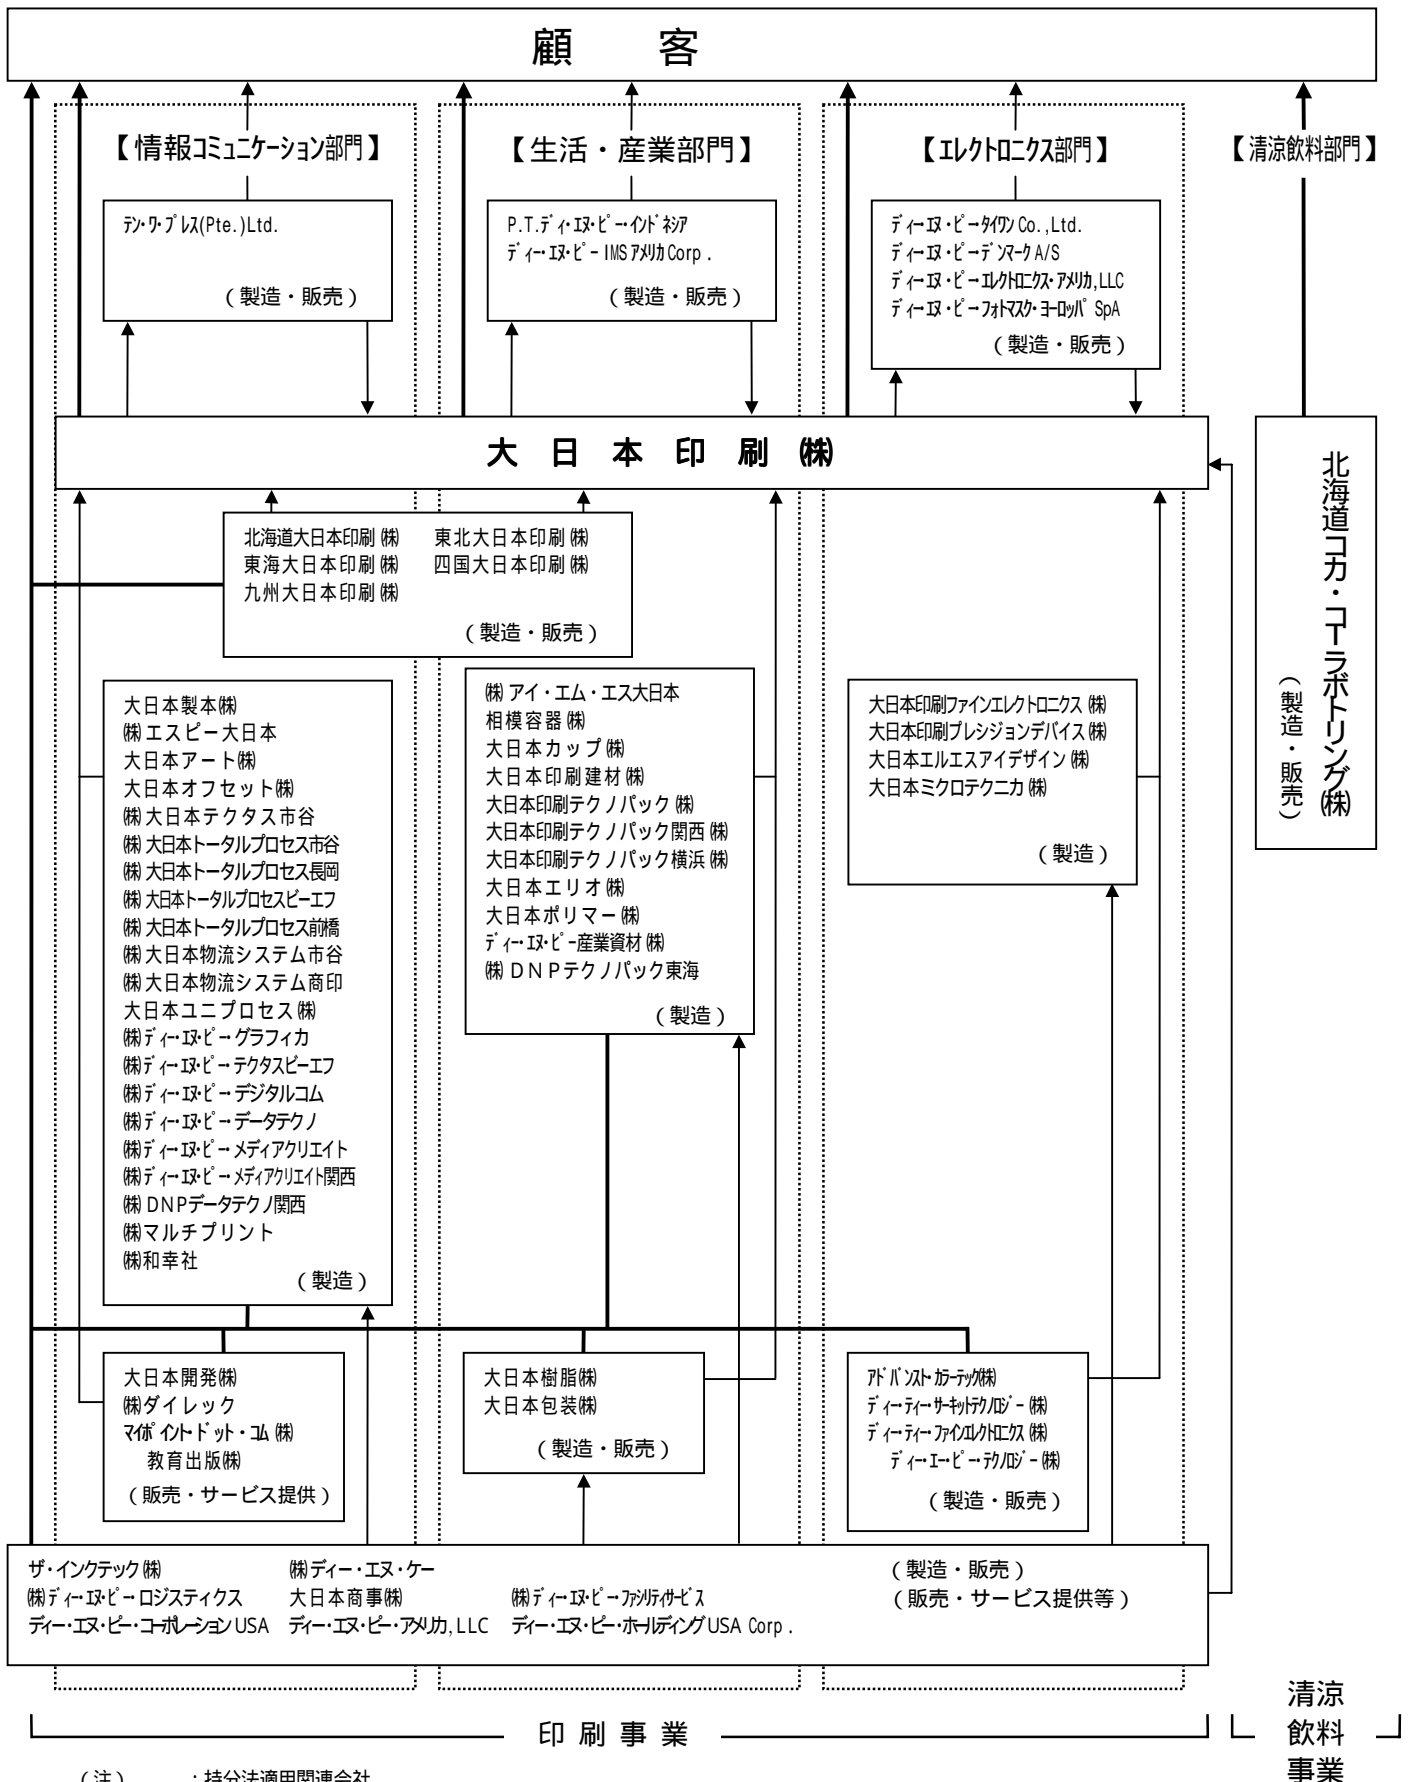 顧 客
【情報コミュニケーション部門】
【生活・産業部門】
【エレクトロニクス部門】
【清涼飲料部門】
テン・ワ・プレス(Pte.)Ltd.
（製造・販売）
P.T.ディ・エヌ・ピー・インドネシア
ディー・エヌ・ピー IMS アメリカ Corp.
（製造・販売）
ディー・エヌ・ピー・タイワン Co.,Ltd.
ディー・エヌ・ピー・デンマーク A/S
ディー・エヌ・ピー・エレクトロニクス・アメリカ,LLC
ディー・エヌ・ピー・フォトマスク・ヨーロッパ SpA
（製造・販売）
大日本印刷㈱
北海道コカ・コーラボトリング㈱
（製造・販売）
北海道大日本印刷㈱ 東北大日本印刷㈱
東海大日本印刷㈱ 四国大日本印刷㈱
九州大日本印刷㈱
（製造・販売）
大日本製本㈱
㈱エスピー大日本
大日本アート㈱
大日本オフセット㈱
㈱大日本テクタス市谷
㈱大日本トータルプロセス市谷
㈱大日本トータルプロセス長岡
㈱大日本トータルプロセスビーエフ
㈱大日本トータルプロセス前橋
㈱大日本物流システム市谷
㈱大日本物流システム商印
大日本ユニプロセス㈱
㈱ディー・エヌ・ピー・グラフィカ
㈱ディー・エヌ・ピー・テクタスビーエフ
㈱ディー・エヌ・ピー・デジタルコム
㈱ディー・エヌ・ピー・データテクノ
㈱ディー・エヌ・ピー・メディアクリエイト
㈱ディー・エヌ・ピー・メディアクリエイト関西
㈱DNPデータテクノ関西
㈱マルチプリント
㈱和幸社
（製造）
㈱アイ・エム・エス大日本
相模容器㈱
大日本カップ㈱
大日本印刷建材㈱
大日本印刷テクノパック㈱
大日本印刷テクノパック関西㈱
大日本印刷テクノパック横浜㈱
大日本エリオ㈱
大日本ポリマー㈱
ディー・エヌ・ピー産業資材㈱
㈱DNPテクノパック東海
（製造）
大日本印刷ファインエレクトロニクス㈱
大日本印刷プレシジョンデバイス㈱
大日本エルエスアイデザイン㈱
大日本ミクロテクニカ㈱
（製造）
大日本開発㈱
㈱ダイレック
マイポイント・ドット・コム㈱
教育出版㈱
（販売・サービス提供）
大日本樹脂㈱
大日本包装㈱
（製造・販売）
アドバンスト・カラーテック㈱
ディー・ティー・サーキットテクノロジー㈱
ディー・ティー・ファインエレクトロニクス㈱
ディー・エー・ピー・テクノロジー㈱
（製造・販売）
ザ・インクテック㈱ ㈱ディー・エヌ・ケー （製造・販売）
㈱ディー・エヌ・ピー・ロジスティクス 大日本商事㈱ ㈱ディー・エヌ・ピー・ファシリティサービス （販売・サービス提供等）
ディー・エヌ・ピー・コーポレーション USA ディー・エヌ・ピー・アメリカ,LLC ディー・エヌ・ピー・ホールディング USA Corp.
印刷事業
清涼
飲料
事業
（注） ：持分法適用関連会社